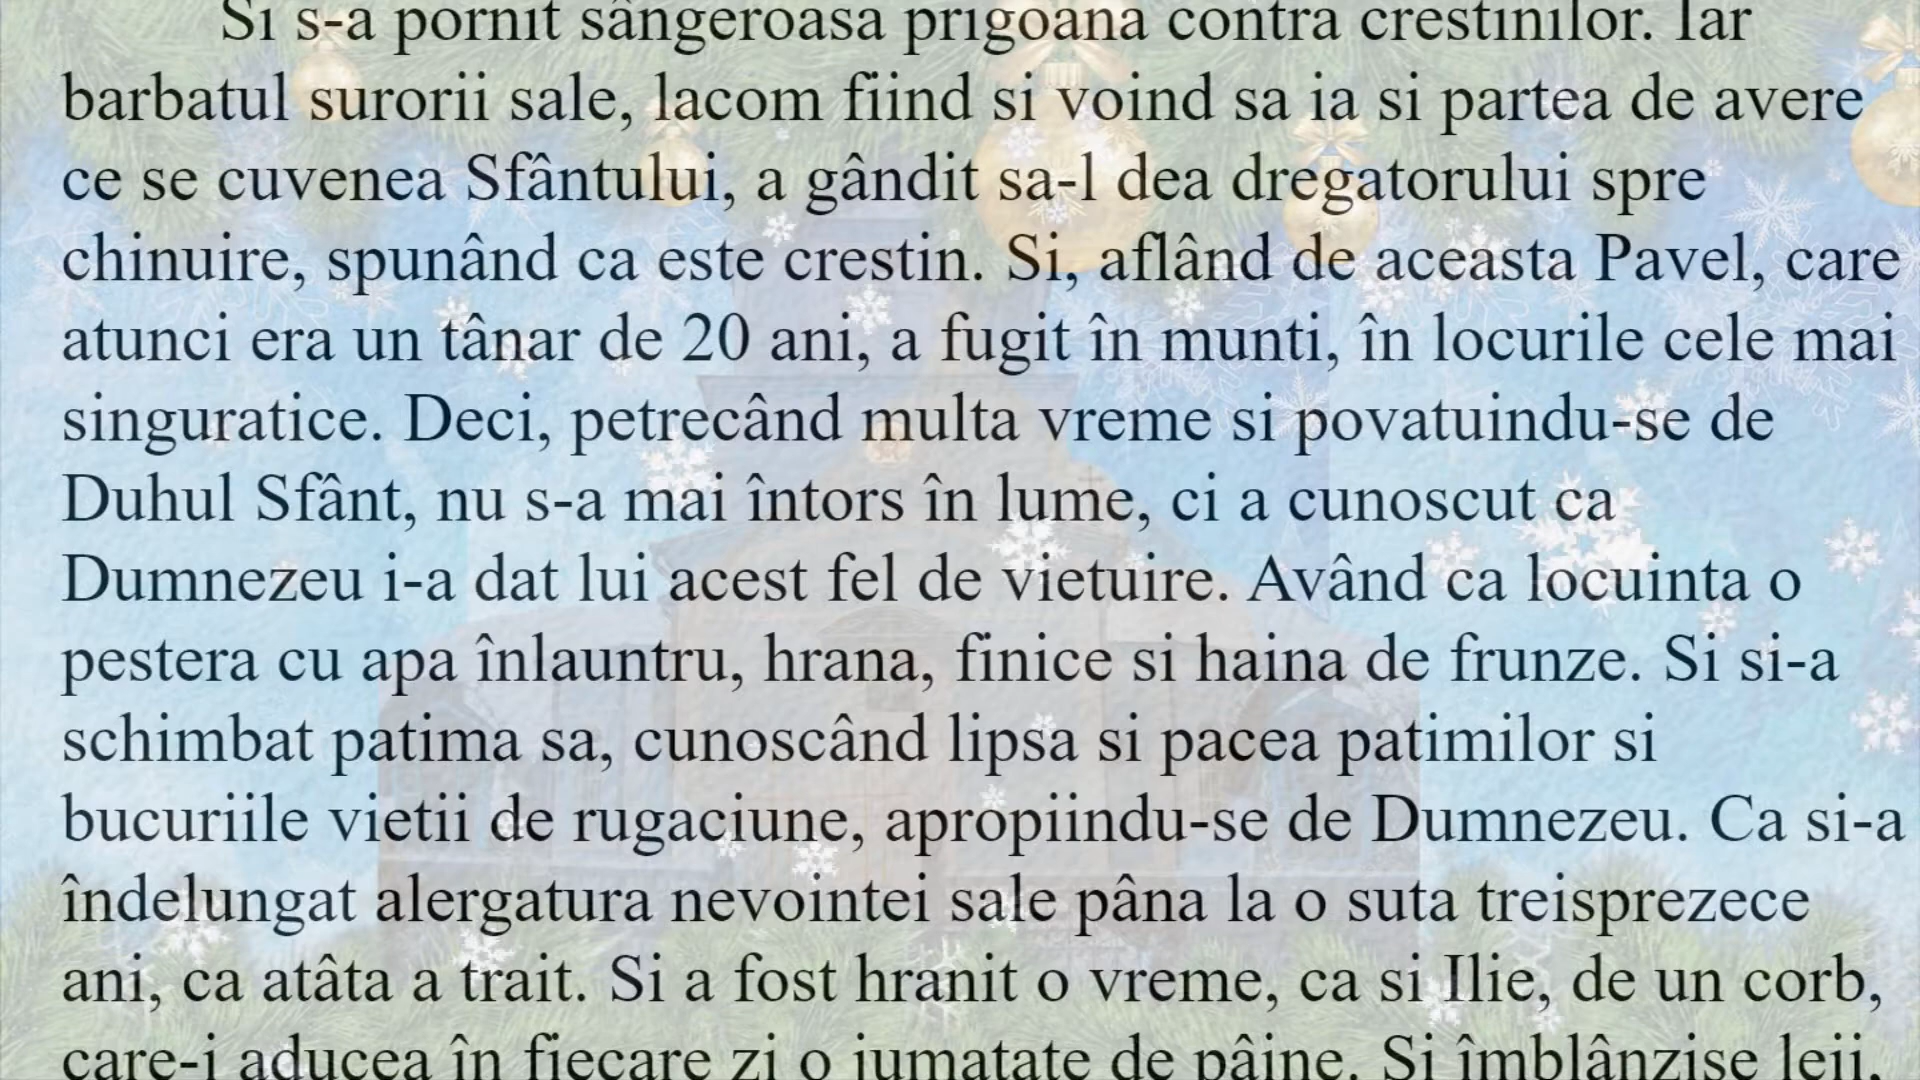 Si s-a pornit sângeroasa prigoana contra crestinilor. Iar
barbatul surorii sale, lacom fiind si voind sa ia si partea de avere
ce se cuvenea Sfântului, a gândit sa-l dea dregatorului spre
chinuire, spunând ca este crestin. Si, aflând de aceasta Pavel, care
atunci era un tânar de 20 ani, a fugit în munti, în locurile cele mai
singuratice. Deci, petrecând multa vreme si povatuindu-se de
Duhul Sfânt, nu s-a mai întors în lume, ci a cunoscut ca
Dumnezeu i-a dat lui acest fel de vietuire. Având ca locuinta o
pestera cu apa înlauntru, hrana, finice si haina de frunze. Si si-a
schimbat patima sa, cunoscând lipsa si pacea patimilor si
bucuriile vietii de rugaciune, apropiindu-se de Dumnezeu. Ca si-a
îndelungat alergatura nevointei sale pâna la o suta treisprezece
ani, ca atâta a trait. Si a fost hranit o vreme, ca si Ilie, de un corb,
care-i aducea în fiecare zi o jumatate de pâine. Si îmblânzise leii,